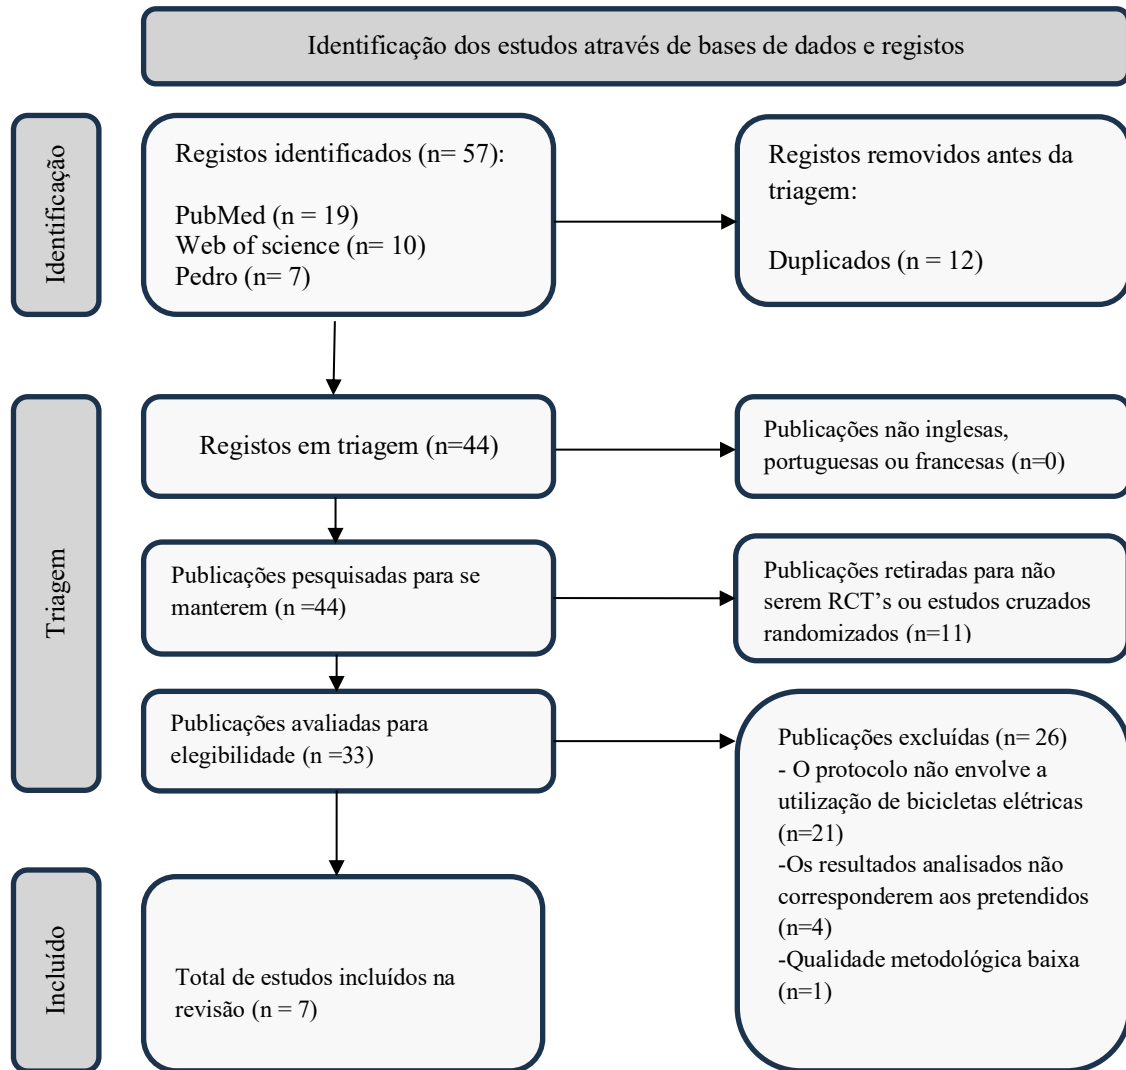 Identificação dos estudos através de bases de dados e registos
Identificação
Registos identificados (n= 57):
PubMed (n = 19)
Web of science (n= 10)
Pedro (n= 7)
Registos removidos antes da
triagem:
Duplicados (n = 12)
Triagem
Registos em triagem (n=44)
Publicações não inglesas,
portuguesas ou francesas (n=0)
Publicações pesquisadas para se
manterem (n =44)
Publicações retiradas para não
serem RCT’s ou estudos cruzados
randomizados (n=11)
Publicações avaliadas para
elegibilidade (n =33)
Publicações excluídas (n= 26)
- O protocolo não envolve a
utilização de bicicletas elétricas
(n=21)
-Os resultados analisados não
corresponderem aos pretendidos
(n=4)
-Qualidade metodológica baixa
(n=1)
Incluído
Total de estudos incluídos na
revisão (n = 7)